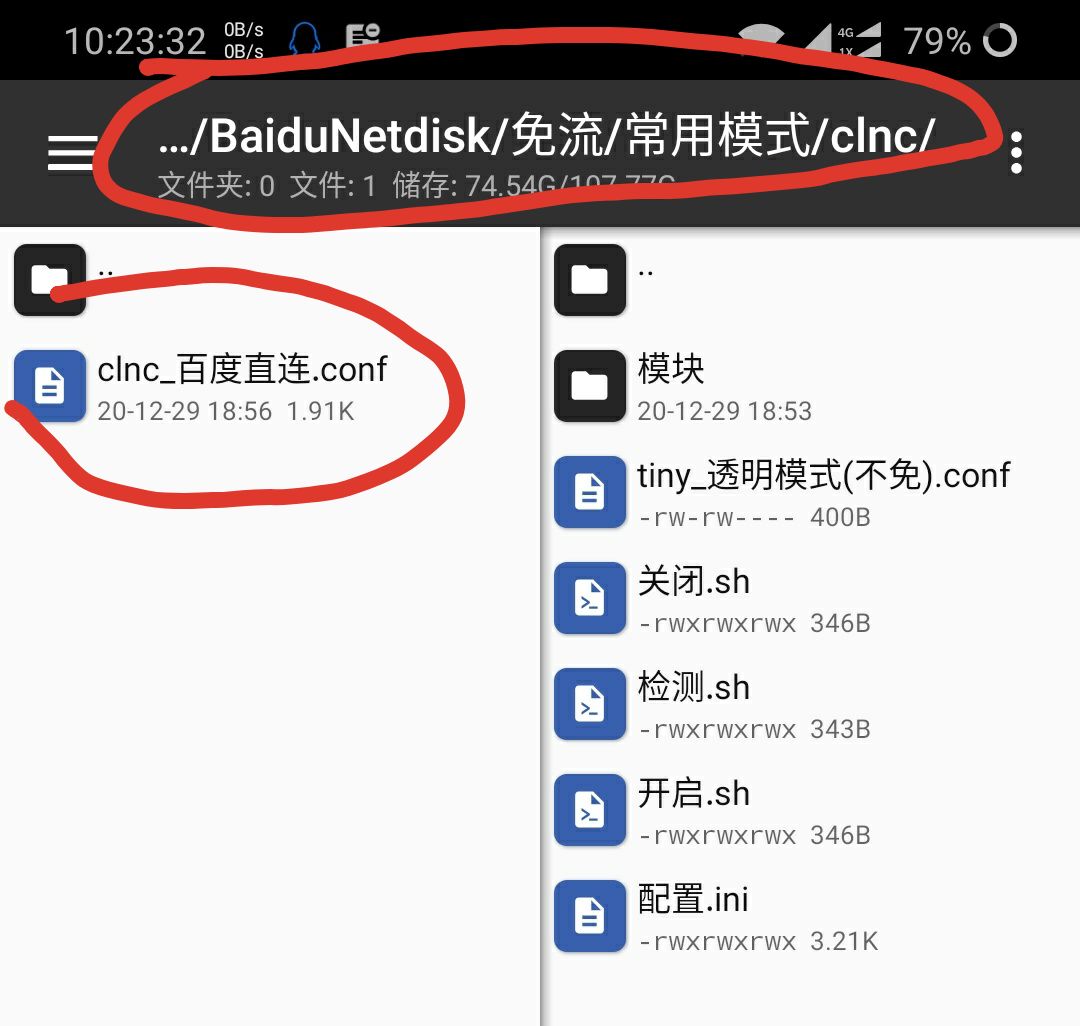 10:23:32 0B/s 0B/s 4G 1X 79%
…/BaiduNetdisk/免流/常用模式/clnc/
文件夹: 0 文件: 1 储存: 74.54G/107.77G
..
clnc_百度直连.conf
20-12-29 18:56 1.91K
..
模块
20-12-29 18:53
tiny_透明模式(不免).conf
-rw-rw---- 400B
关闭.sh
-rwxrwxrwx 346B
检测.sh
-rwxrwxrwx 343B
开启.sh
-rwxrwxrwx 346B
配置.ini
-rwxrwxrwx 3.21K